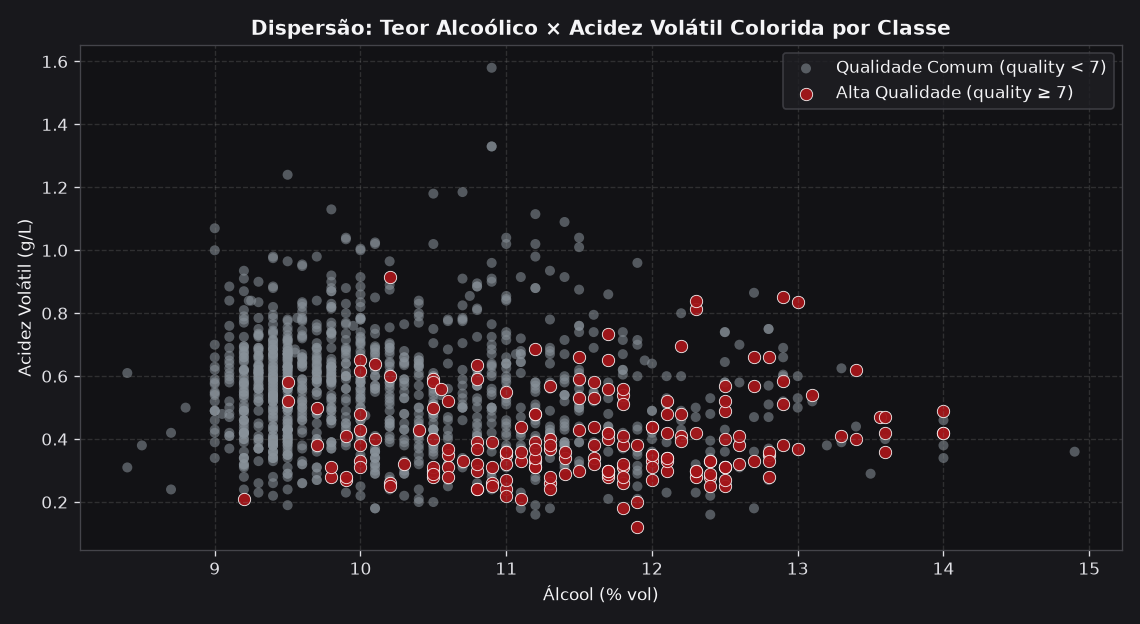 Dispersão: Teor Alcoólico × Acidez Volátil Colorida por Classe
Qualidade Comum (quality < 7)
Alta Qualidade (quality ≥ 7)
Acidez Volátil (g/L)
1.6
1.4
1.2
1.0
0.8
0.6
0.4
0.2
9 10 11 12 13 14 15
Álcool (% vol)